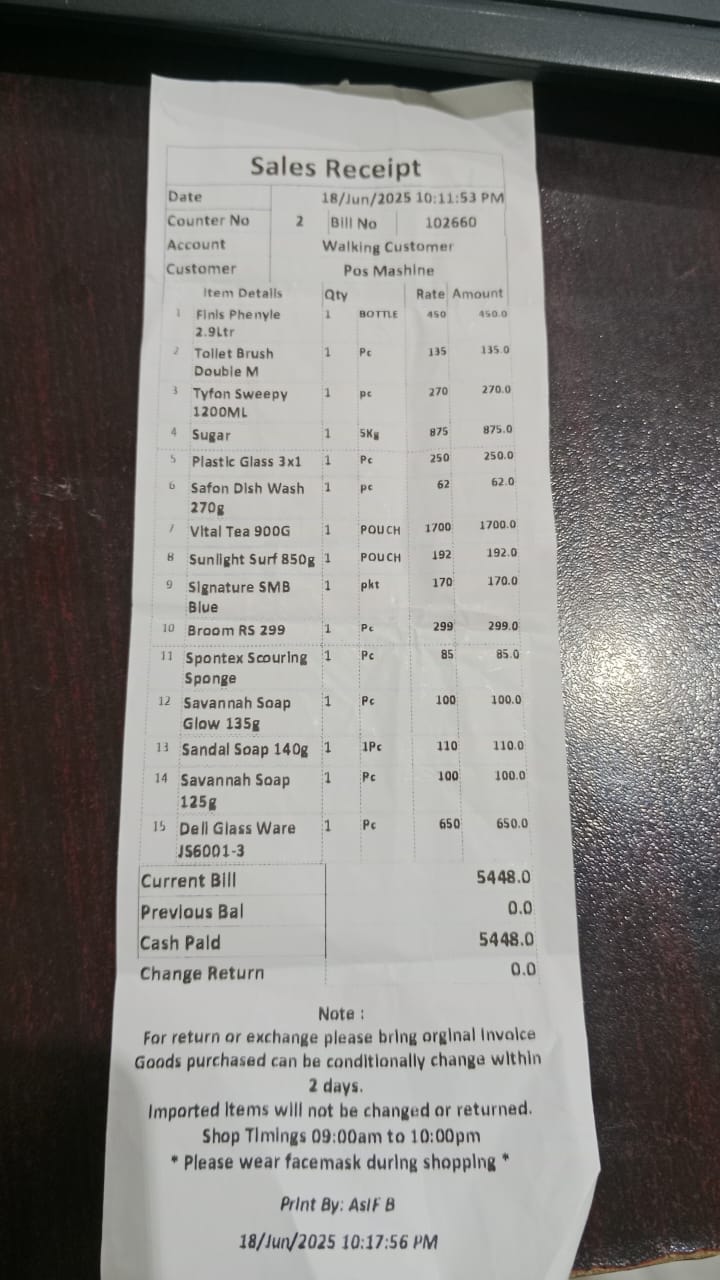 Sales Receipt
Date 18/Jun/2025 10:11:53 PM
Counter No 2 Bill No 102660
Account Walking Customer
Customer Pos Mashine
Item Details Qty Rate Amount
1 Finis Phenyle 1 BOTTLE 450 450.0
2.9Ltr
2 Toilet Brush 1 Pc 135 135.0
Double M
3 Tyfon Sweepy 1 pc 270 270.0
1200ML
4 Sugar 1 5Kg 875 875.0
5 Plastic Glass 3x1 1 Pc 250 250.0
6 Safon Dish Wash 1 pc 62 62.0
270g
7 Vital Tea 900G 1 POUCH 1700 1700.0
8 Sunlight Surf 850g 1 POUCH 192 192.0
9 Signature SMB 1 pkt 170 170.0
Blue
10 Broom RS 299 1 Pc 299 299.0
11 Spontex Scouring 1 Pc 85 85.0
Sponge
12 Savannah Soap 1 Pc 100 100.0
Glow 135g
13 Sandal Soap 140g 1 1Pc 110 110.0
14 Savannah Soap 1 Pc 100 100.0
125g
15 Deli Glass Ware 1 Pc 650 650.0
JS6001-3
Current Bill 5448.0
Previous Bal 0.0
Cash Paid 5448.0
Change Return 0.0
Note :
For return or exchange please bring orginal Invoice
Goods purchased can be conditionally change within
2 days.
Imported items will not be changed or returned.
Shop Timings 09:00am to 10:00pm
* Please wear facemask during shopping *
Print By: Asif B
18/Jun/2025 10:17:56 PM